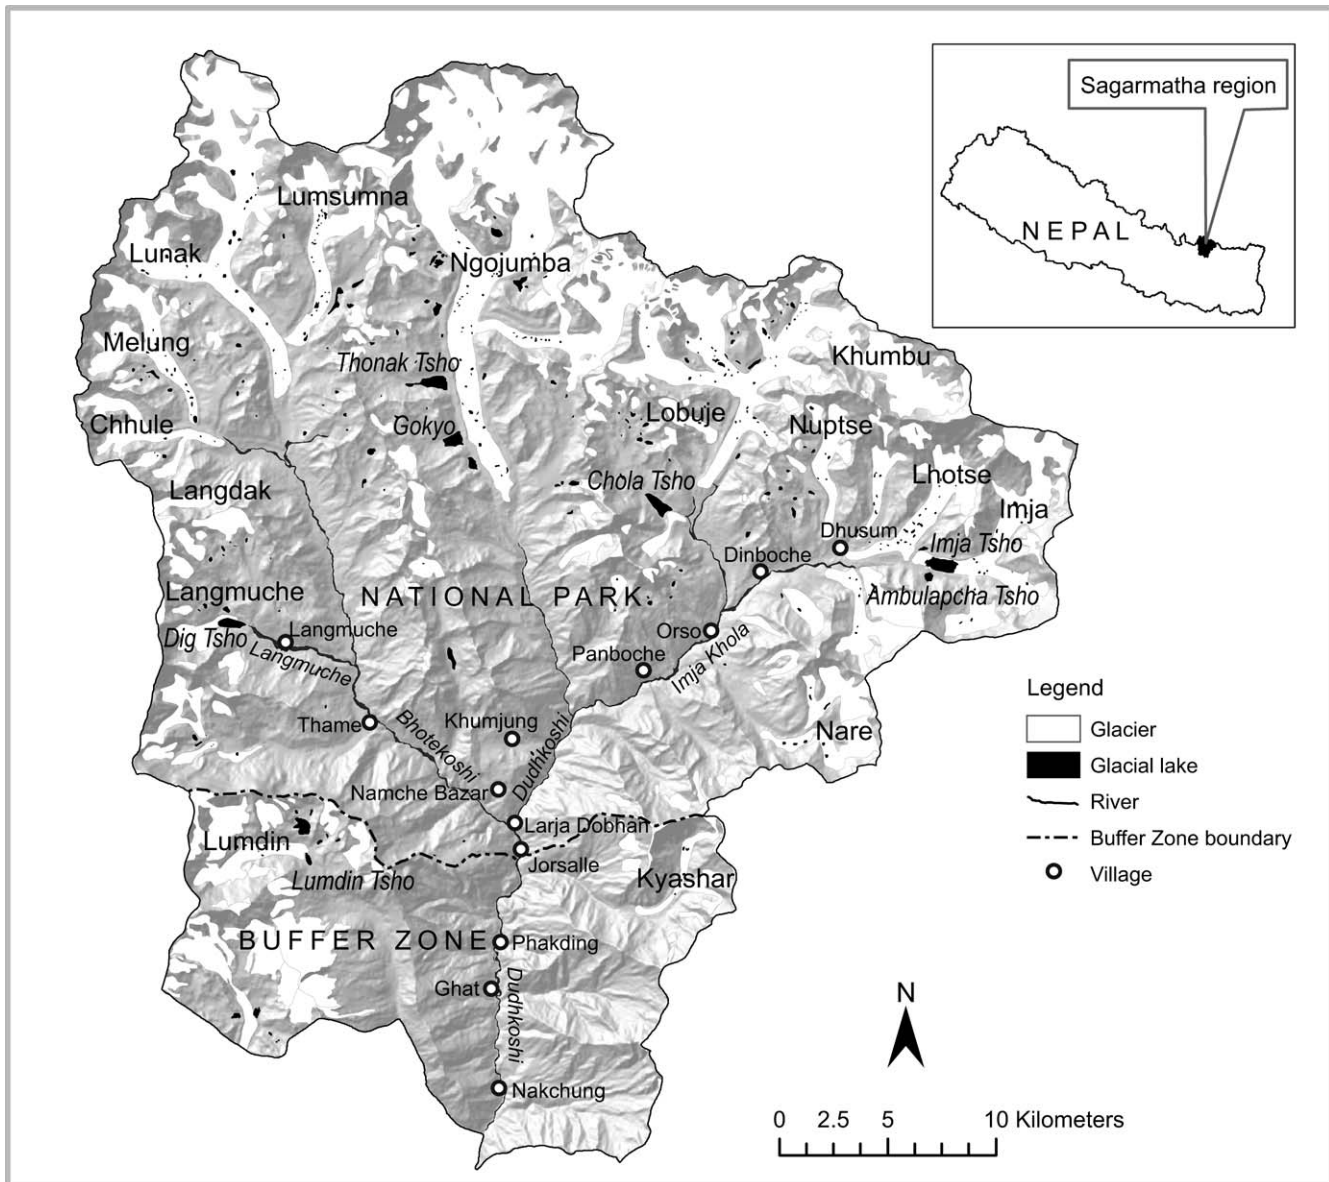 Sagarmatha region
NEPAL
Lumsumna
Lunak
Ngojumba
Melung
Thonak Tsho
Khumbu
Chhule
Gokyo
Lobuje
Nuptse
Langdak
Chola Tsho
Lhotse
Imja
Dhusum
Imja Tsho
Dinboche
Langmuche
NATIONAL PARK
Ambulapcha Tsho
Dig Tsho
Langmuche
Langmuche
Orso
Panboche
Imja Khola
Thame
Bhotekoshi
Khumjung
Dudhkoshi
Nare
Namche Bazar
Larja Dobhan
Lumdin
Jorsalle
Lumdin Tsho
Kyashar
BUFFER ZONE
Phakding
Ghat
Dudhkoshi
Nakchung
Legend
Glacier
Glacial lake
River
Buffer Zone boundary
Village
N
0 2.5 5 10 Kilometers